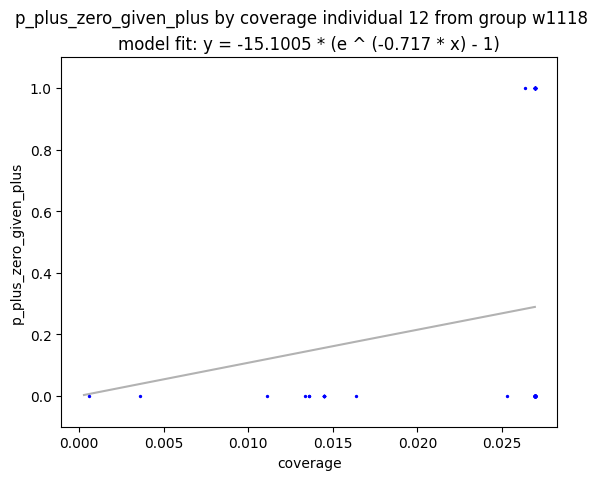 p_plus_zero_given_plus by coverage individual 12 from group w1118
model fit: y = -15.1005 * (e ^ (-0.717 * x) - 1)
1.0
0.8
0.6
0.4
0.2
0.0
p_plus_zero_given_plus
0.000 0.005 0.010 0.015 0.020 0.025
coverage